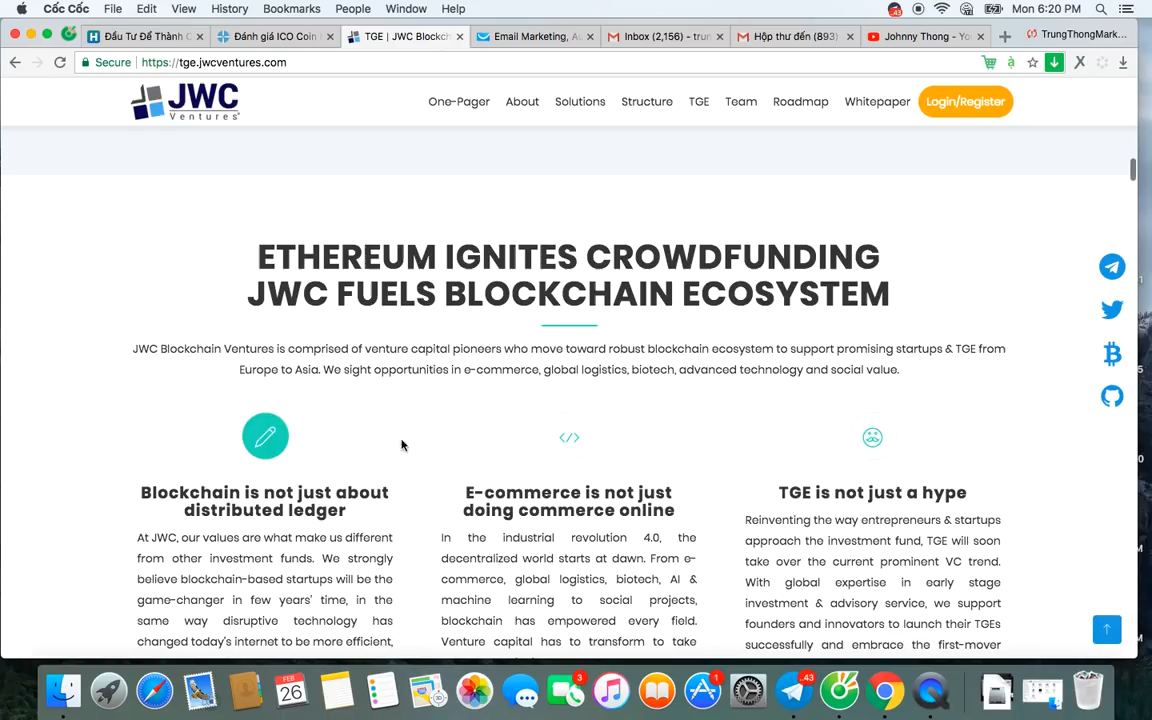 Cốc Cốc File Edit View History Bookmarks People Window Help Mon 6:20 PM
Đầu Tư Để Thành C Đánh giá ICO Coin TGE | JWC Blockch Email Marketing, Au Inbox (2,156) - trun Hộp thư đến (893) Johnny Thong - Yo TrungThongMark...
Secure https://tge.jwcventures.com
JWC
Ventures
One-Pager About Solutions Structure TGE Team Roadmap Whitepaper Login/Register
ETHEREUM IGNITES CROWDFUNDING
JWC FUELS BLOCKCHAIN ECOSYSTEM
JWC Blockchain Ventures is comprised of venture capital pioneers who move toward robust blockchain ecosystem to support promising startups & TGE from
Europe to Asia. We sight opportunities in e-commerce, global logistics, biotech, advanced technology and social value.
Blockchain is not just about
distributed ledger
At JWC, our values are what make us different
from other investment funds. We strongly
believe blockchain-based startups will be the
game-changer in few years' time, in the
same way disruptive technology has
changed today's internet to be more efficient,
E-commerce is not just
doing commerce online
In the industrial revolution 4.0, the
decentralized world starts at dawn. From e-
commerce, global logistics, biotech, AI &
machine learning to social projects,
blockchain has empowered every field.
Venture capital has to transform to take
TGE is not just a hype
Reinventing the way entrepreneurs & startups
approach the investment fund, TGE will soon
take over the current prominent VC trend.
With global expertise in early stage
investment & advisory service, we support
founders and innovators to launch their TGEs
successfully and embrace the first-mover
FEB
26
3
1
43